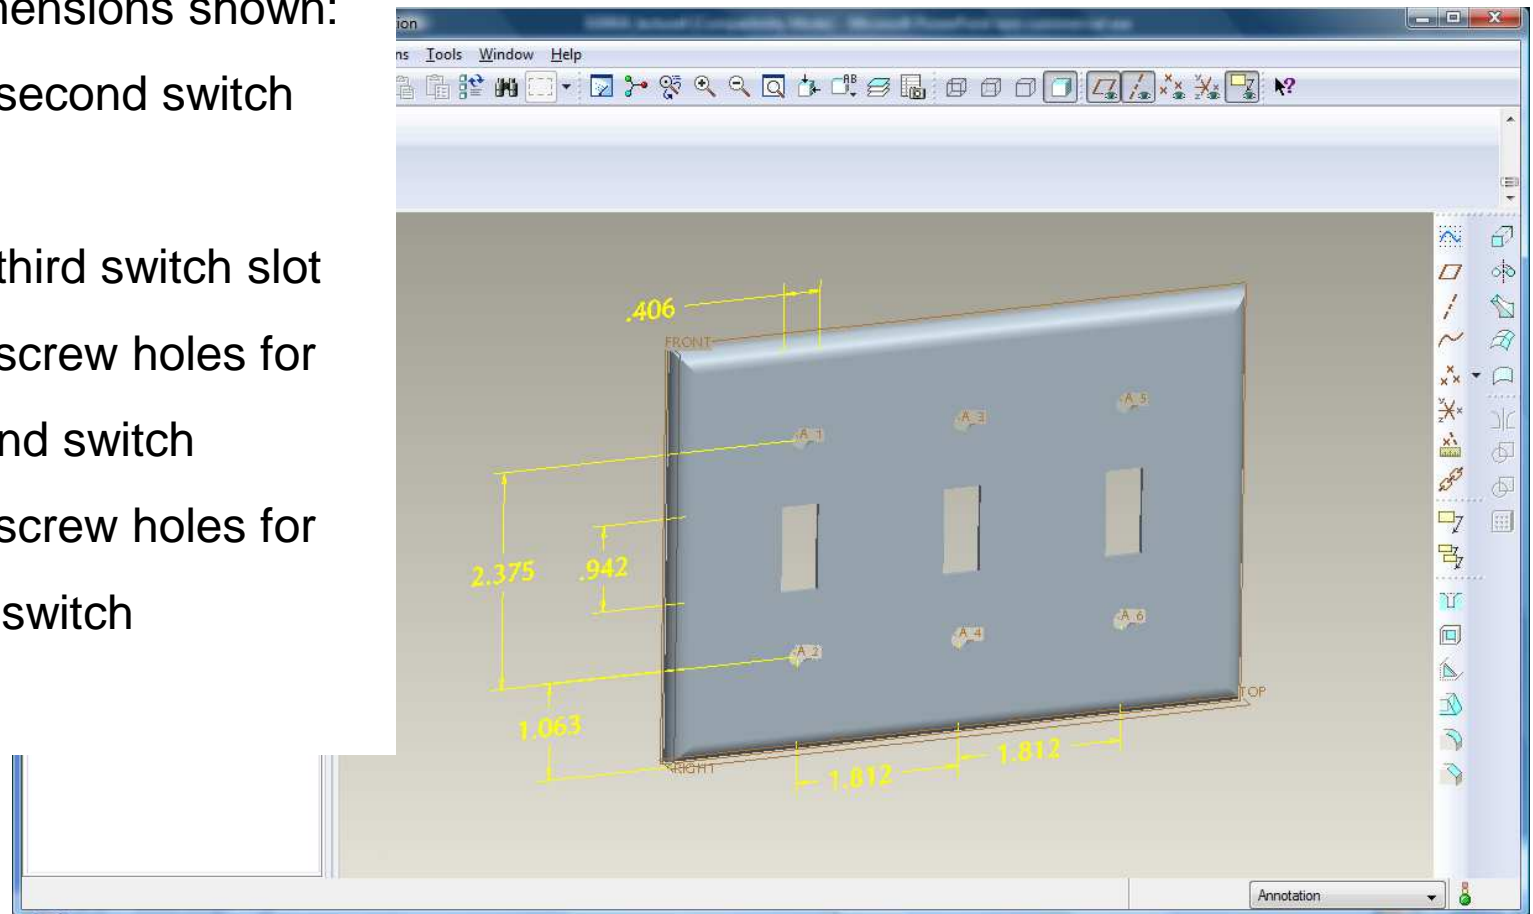 nensions shown:
second switch
third switch slot
screw holes for
nd switch
screw holes for
switch
ion
ns Tools Window Help
.406
FRONT
A_5
A_3
A_1
2.375
.942
A_6
A_4
A_2
TOP
1.063
RIGHT
1.812
1.812
Annotation